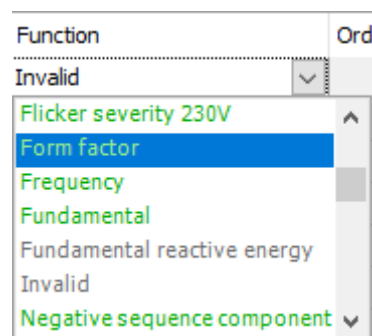 Function Ord
Invalid
Flicker severity 230V
Form factor
Frequency
Fundamental
Fundamental reactive energy
Invalid
Negative sequence component